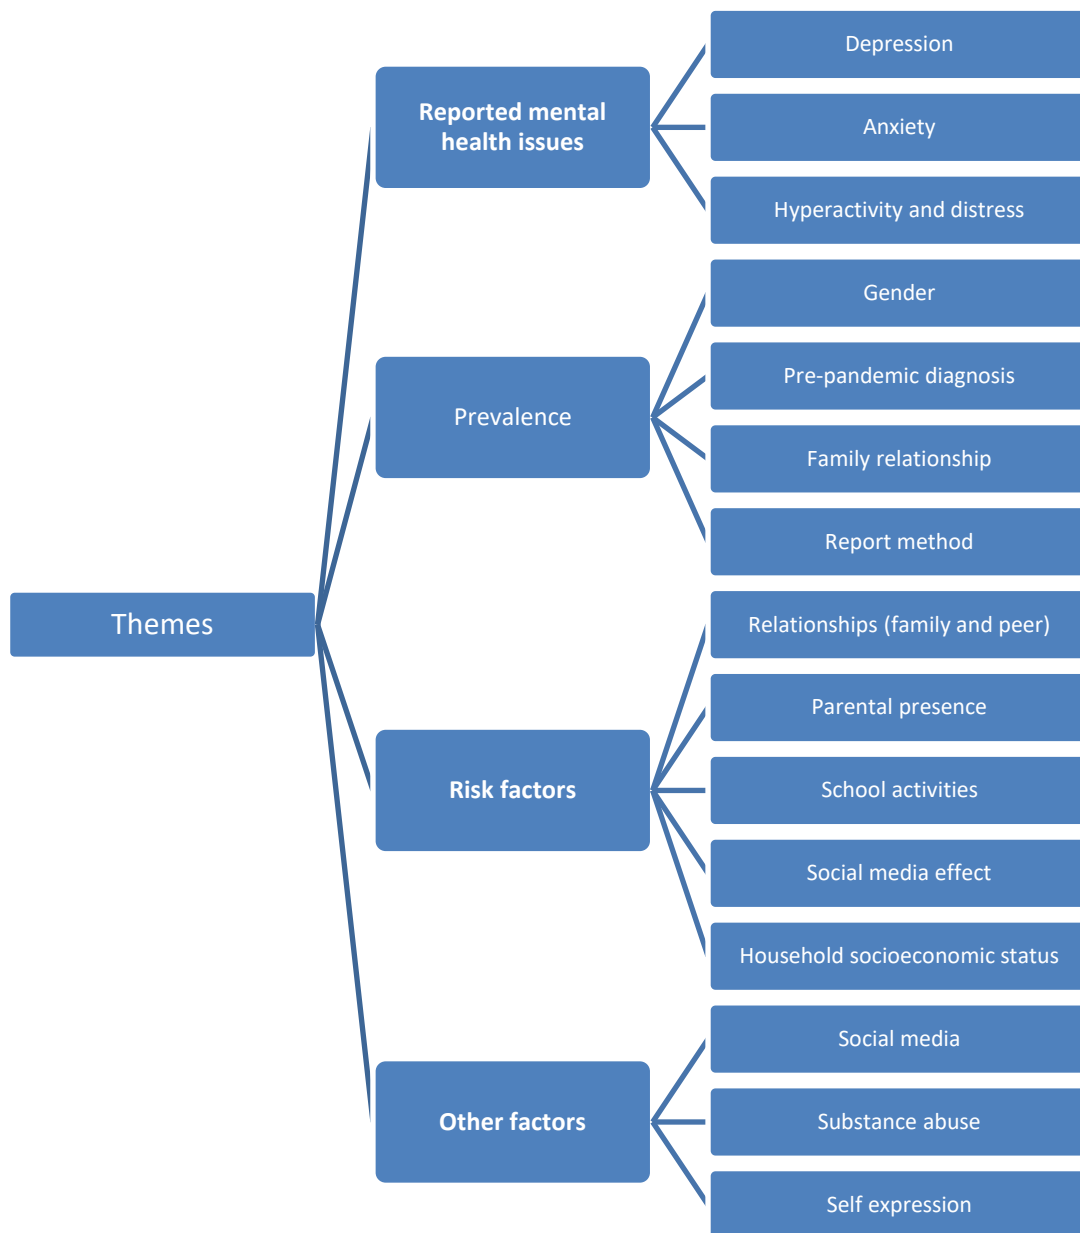 Themes
Reported mental
health issues
Depression
Anxiety
Hyperactivity and distress
Prevalence
Gender
Pre-pandemic diagnosis
Family relationship
Report method
Risk factors
Relationships (family and peer)
Parental presence
School activities
Social media effect
Household socioeconomic status
Other factors
Social media
Substance abuse
Self expression